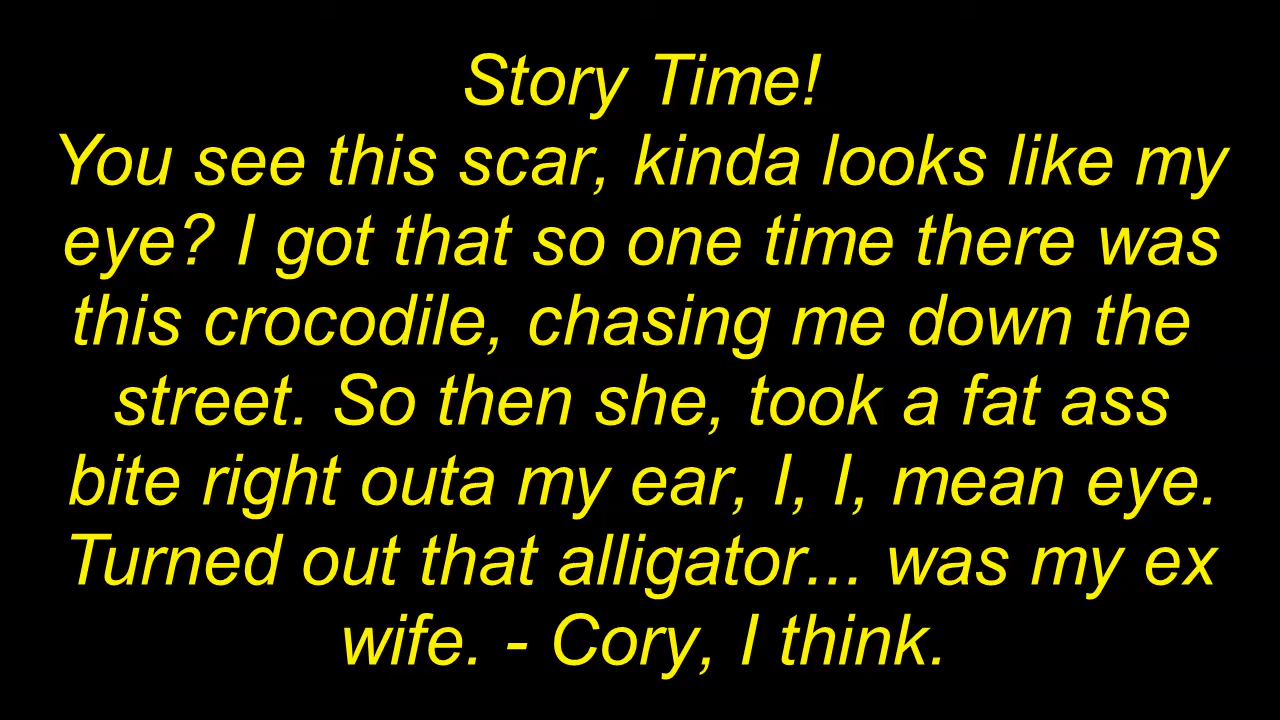 Story Time!
You see this scar, kinda looks like my
eye? I got that so one time there was
this crocodile, chasing me down the
street. So then she, took a fat ass
bite right outa my ear, I, I, mean eye.
Turned out that alligator... was my ex
wife. - Cory, I think.